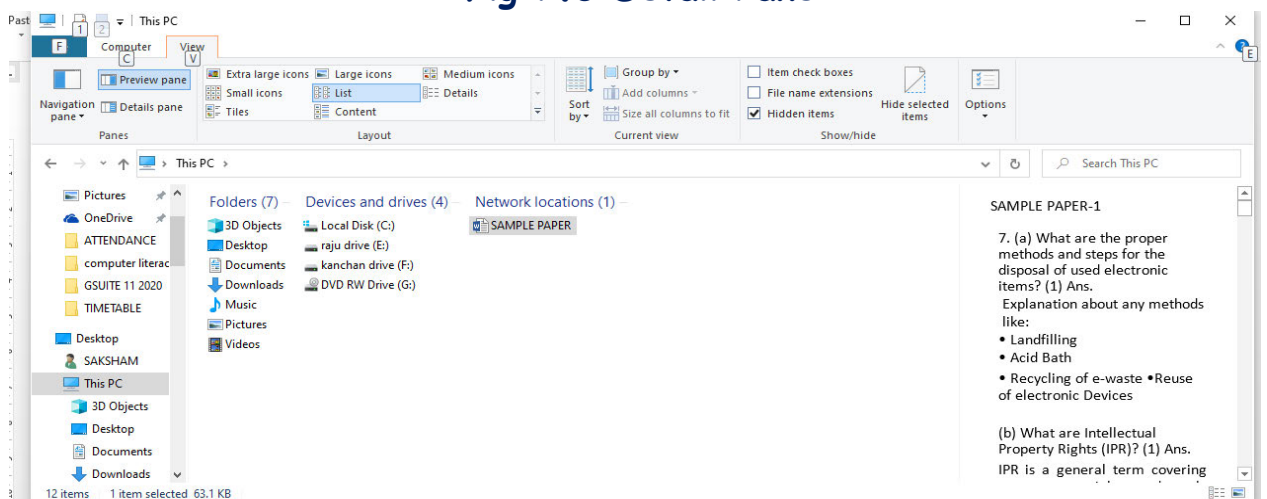 Past
This PC
1
2
F
Computer
View
C
V
E
Navigation pane
Preview pane
Details pane
Panes
Extra large icons
Large icons
Medium icons
Small icons
List
Details
Tiles
Content
Layout
Sort by
Group by
Add columns
Size all columns to fit
Current view
Item check boxes
File name extensions
Hidden items
Hide selected items
Show/hide
Options
This PC
Search This PC
Pictures
OneDrive
ATTENDANCE
computer literac
GSUITE 11 2020
TIMETABLE
Desktop
SAKSHAM
This PC
3D Objects
Desktop
Documents
Downloads
Folders (7)
3D Objects
Desktop
Documents
Downloads
Music
Pictures
Videos
Devices and drives (4)
Local Disk (C:)
raju drive (E:)
kanchan drive (F:)
DVD RW Drive (G:)
Network locations (1)
SAMPLE PAPER
SAMPLE PAPER-1
7. (a) What are the proper
methods and steps for the
disposal of used electronic
items? (1) Ans.
Explanation about any methods
like:
• Landfilling
• Acid Bath
• Recycling of e-waste •Reuse
of electronic Devices
(b) What are Intellectual
Property Rights (IPR)? (1) Ans.
IPR is a general term covering
12 items 1 item selected 63.1 KB